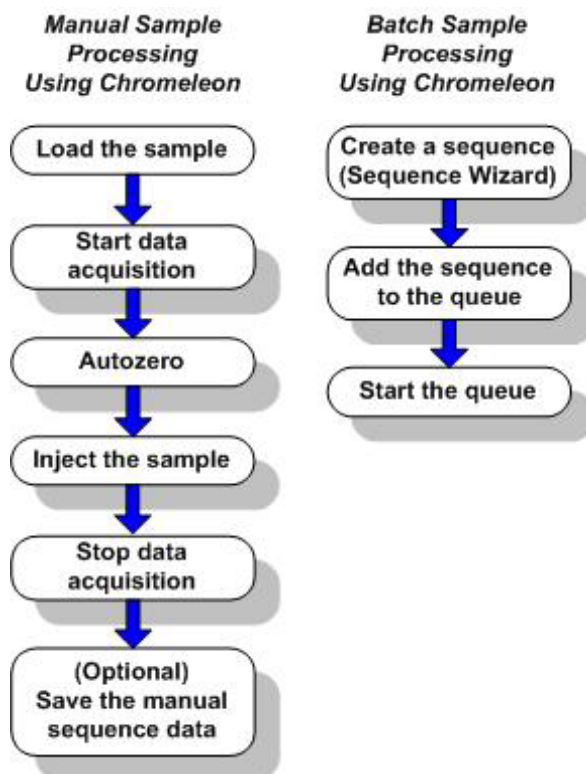 Manual Sample
Processing
Using Chromeleon
Load the sample
Start data
acquisition
Autozero
Inject the sample
Stop data
acquisition
(Optional)
Save the manual
sequence data
Batch Sample
Processing
Using Chromeleon
Create a sequence
(Sequence Wizard)
Add the sequence
to the queue
Start the queue